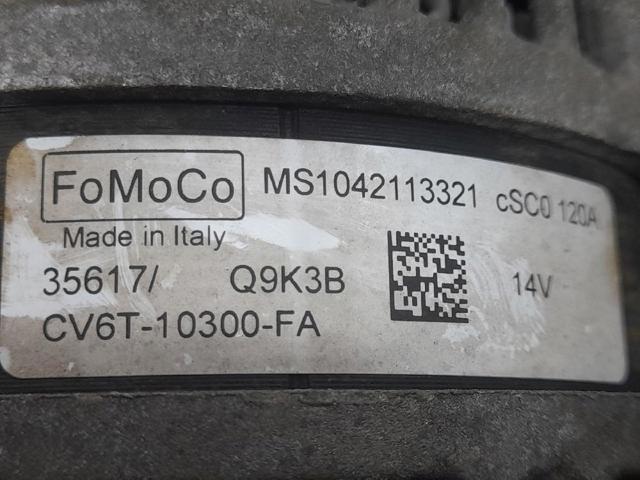 FoMoCo MS1042113321 cSC0 120A
Made in Italy
35617/ Q9K3B 14V
CV6T-10300-FA